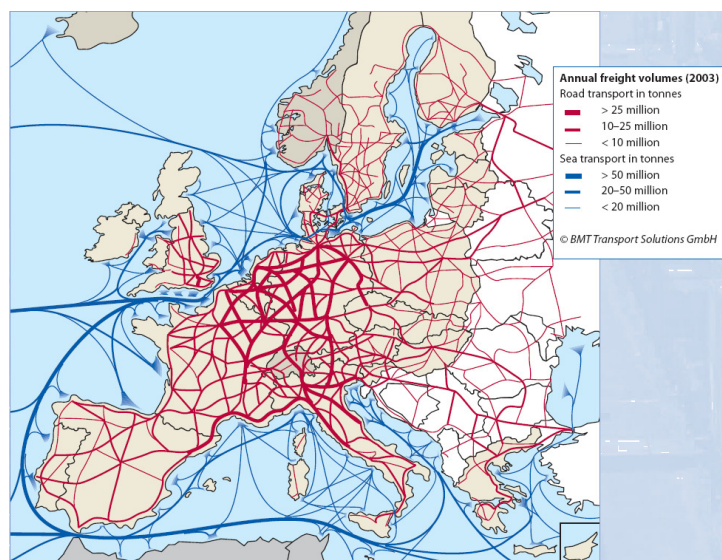 Annual freight volumes (2003)
Road transport in tonnes
> 25 million
10–25 million
< 10 million
Sea transport in tonnes
> 50 million
20–50 million
< 20 million
© BMT Transport Solutions GmbH